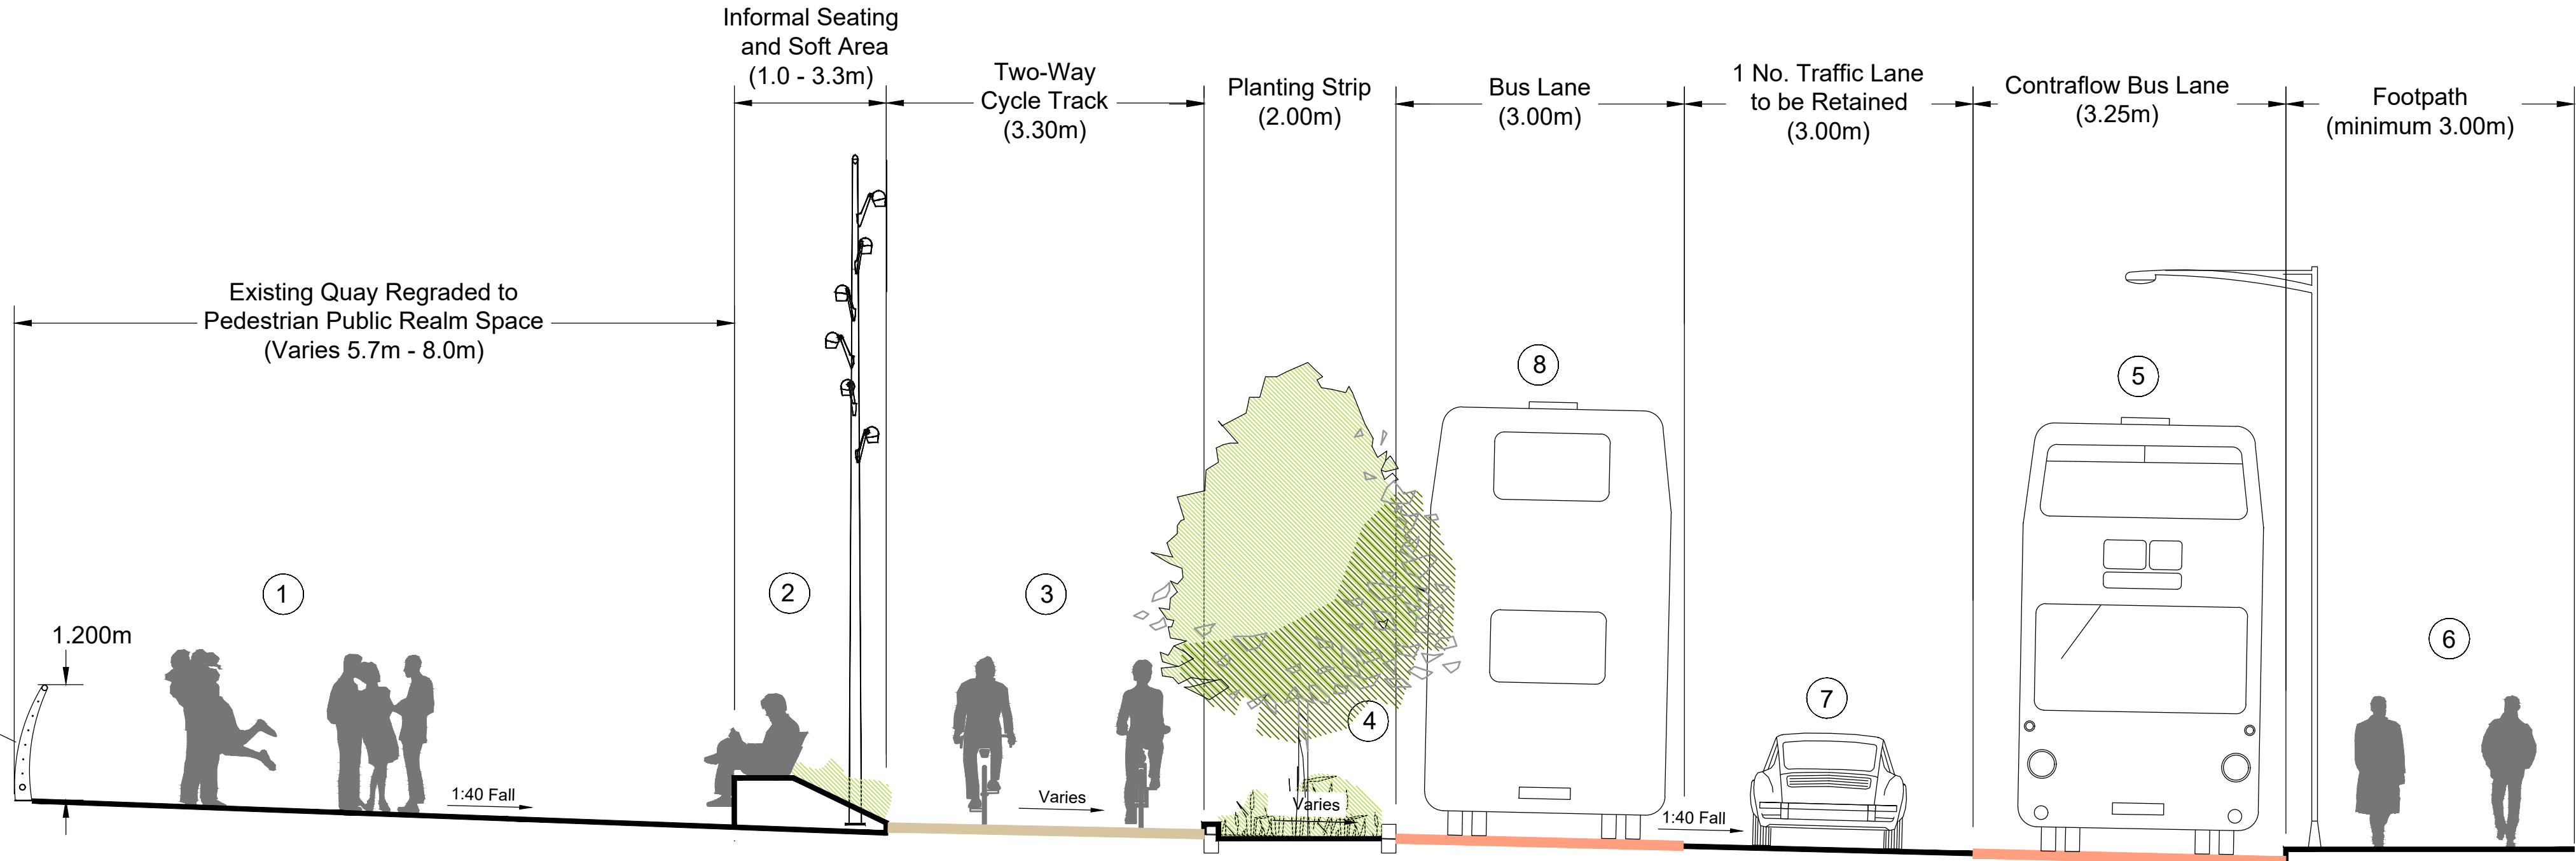 Informal Seating
and Soft Area
(1.0 - 3.3m)
Two-Way
Cycle Track
(3.30m)
Planting Strip
(2.00m)
Bus Lane
(3.00m)
1 No. Traffic Lane
to be Retained
(3.00m)
Contraflow Bus Lane
(3.25m)
Footpath
(minimum 3.00m)
Existing Quay Regraded to
Pedestrian Public Realm Space
(Varies 5.7m - 8.0m)
8
5
1
2
3
1.200m
6
7
4
1:40 Fall
Varies
Varies
1:40 Fall